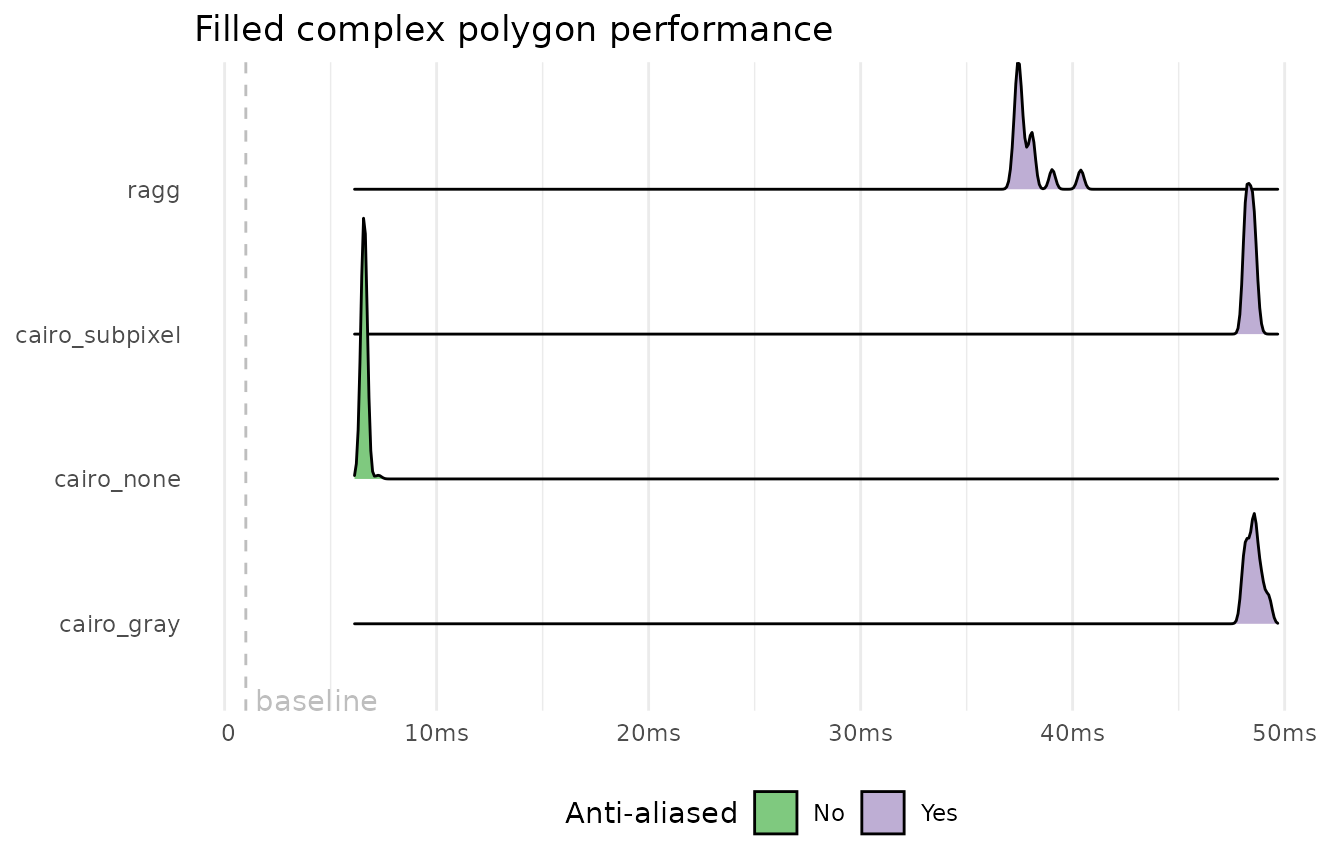 Filled complex polygon performance
ragg
cairo_subpixel
cairo_none
cairo_gray
baseline
0 10ms 20ms 30ms 40ms 50ms
Anti-aliased No Yes